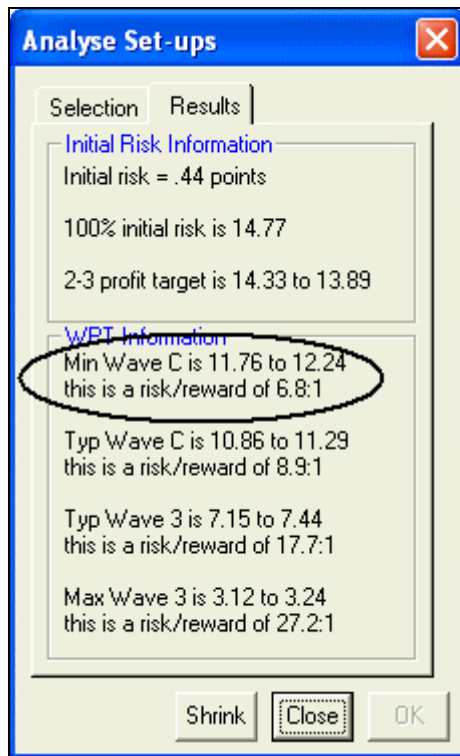 Analyse Set-ups
Selection
Results
Initial Risk Information
Initial risk = .44 points
100% initial risk is 14.77
2-3 profit target is 14.33 to 13.89
WPT Information
Min Wave C is 11.76 to 12.24
this is a risk/reward of 6.8:1
Typ Wave C is 10.86 to 11.29
this is a risk/reward of 8.9:1
Typ Wave 3 is 7.15 to 7.44
this is a risk/reward of 17.7:1
Max Wave 3 is 3.12 to 3.24
this is a risk/reward of 27.2:1
Shrink
Close
OK